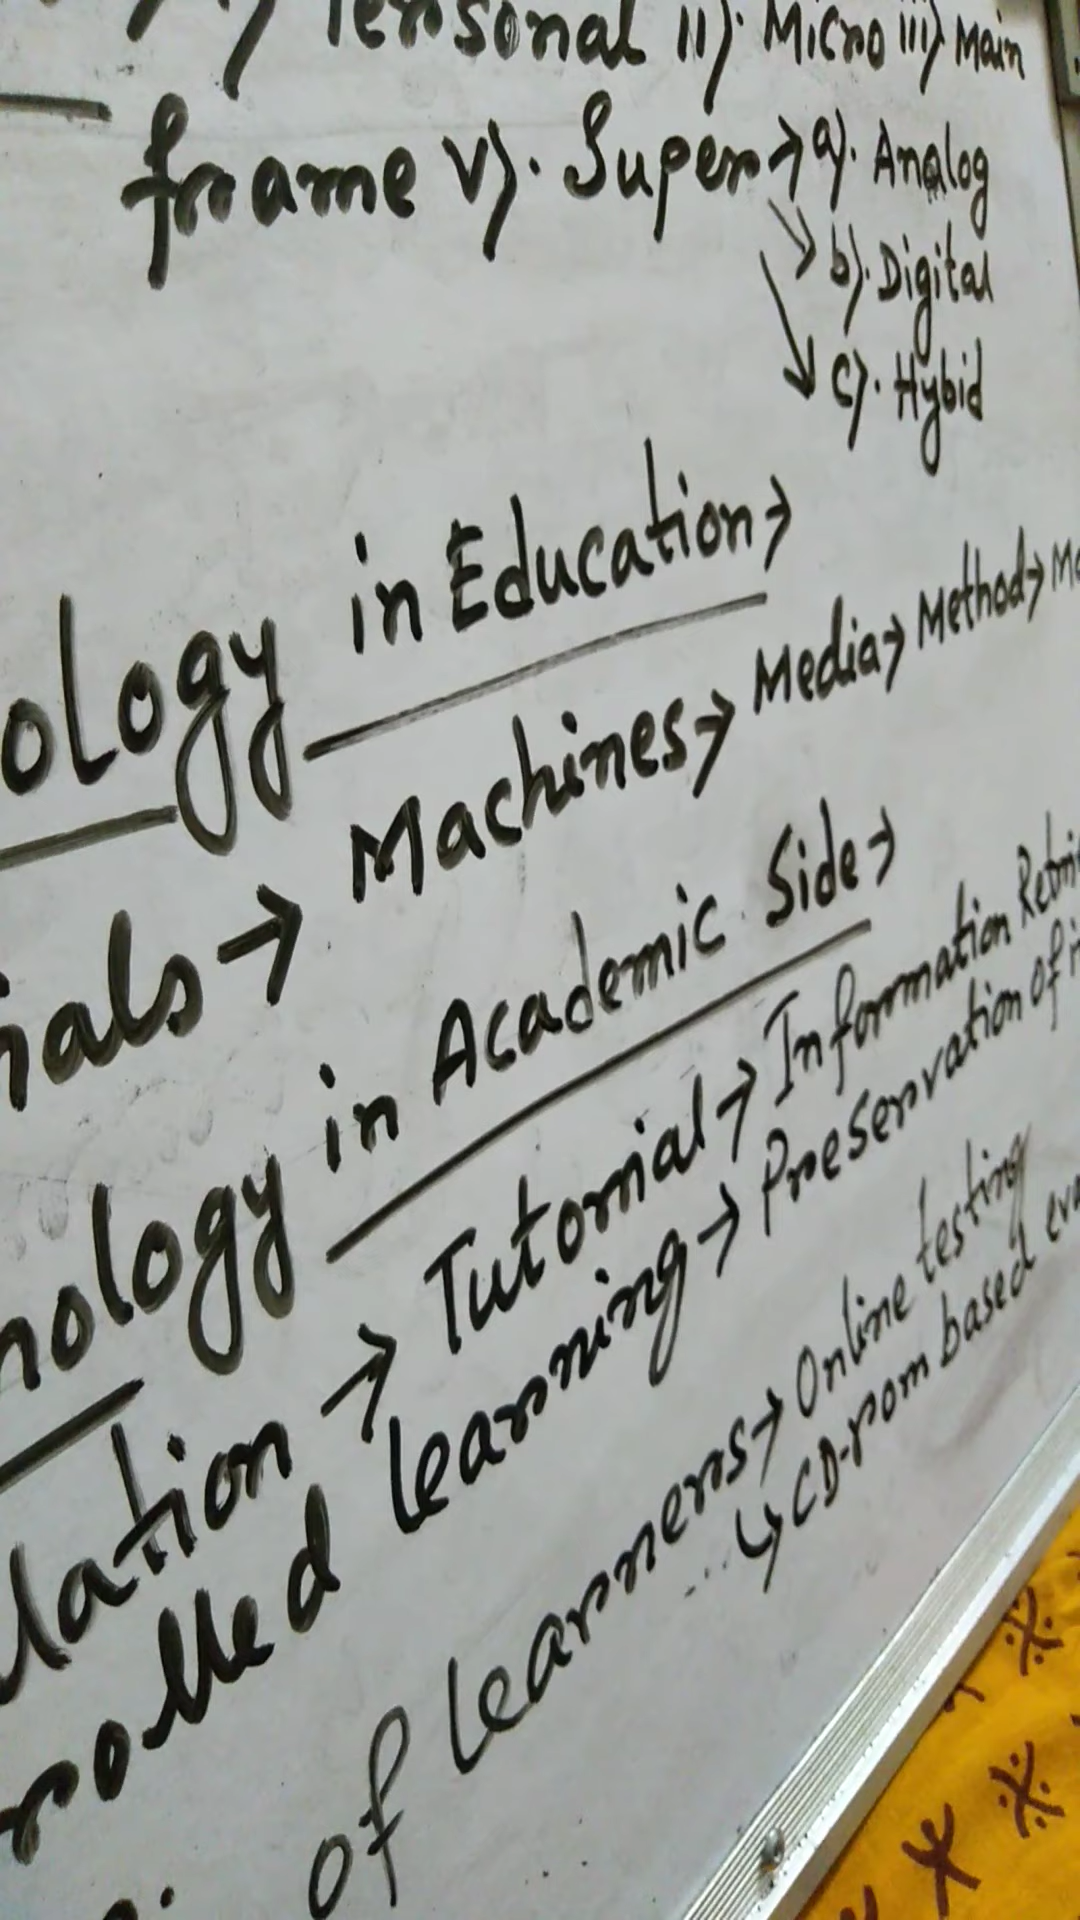 Personal ii). Micro iii) Main
frame v). Super → a). Analog
b). Digital
c). Hybid
ology in Education →
ials → Machines → Media → Method →
nology in Academic Side →
lation → Tutorial → Information
rolled learning → Preservation of
of learners → Online testing
↳ CD-rom based